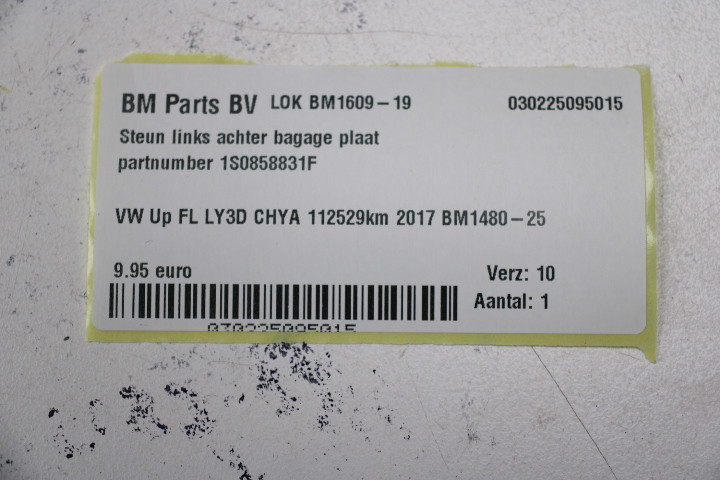 BM Parts BV LOK BM1609-19 030225095015
Steun links achter bagage plaat
partnumber 1S0858831F
VW Up FL LY3D CHYA 112529km 2017 BM1480-25
9.95 euro Verz: 10
Aantal: 1
030225095015